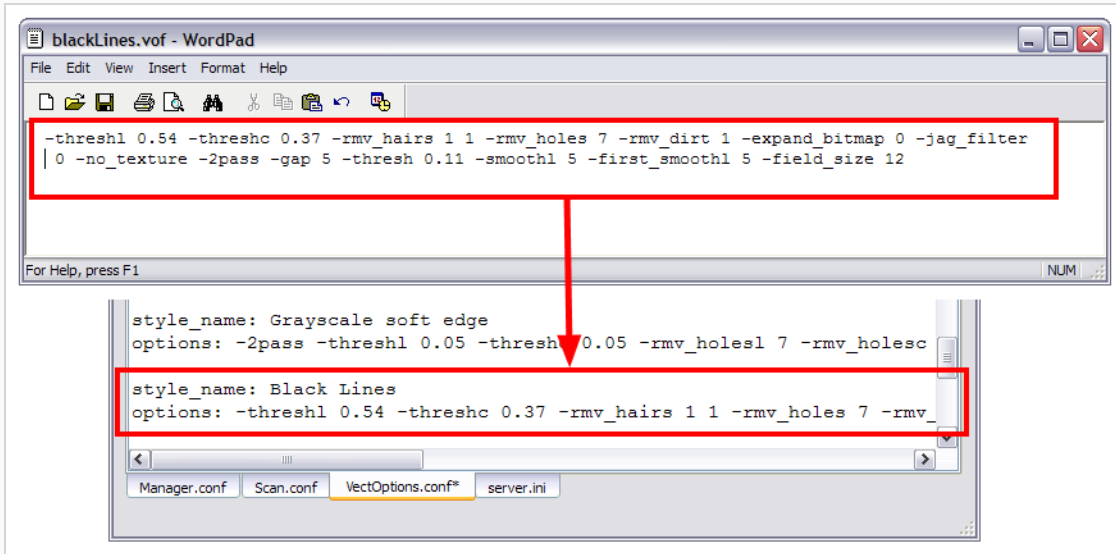 blackLines.vof - WordPad
File Edit View Insert Format Help
-threshl 0.54 -threshc 0.37 -rmv_hairs 1 1 -rmv_holes 7 -rmv_dirt 1 -expand_bitmap 0 -jag_filter
0 -no_texture -2pass -gap 5 -thresh 0.11 -smoothl 5 -first_smoothl 5 -field_size 12
For Help, press F1
NUM
style_name: Grayscale soft edge
options: -2pass -threshl 0.05 -thresh 0.05 -rmv_holesl 7 -rmv_holesc
style_name: Black Lines
options: -threshl 0.54 -threshc 0.37 -rmv_hairs 1 1 -rmv_holes 7 -rmv_
Manager.conf Scan.conf VectOptions.conf* server.ini